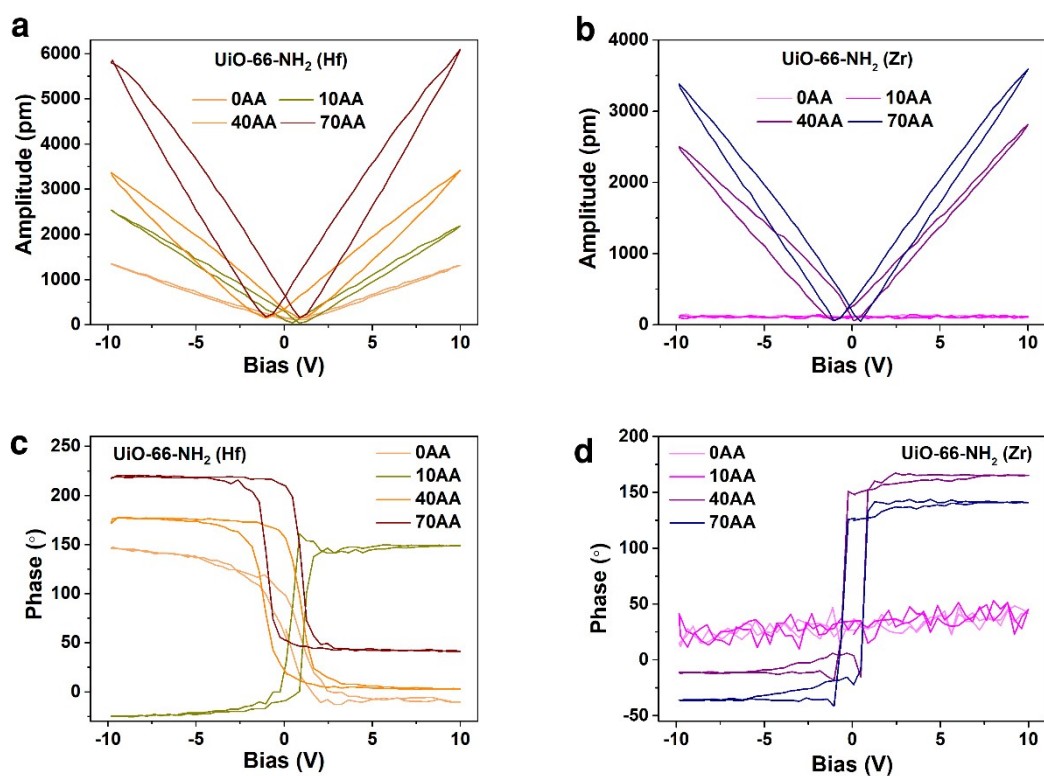 a
UiO-66-NH₂ (Hf)
0AA 10AA
40AA 70AA
6000
5000
4000
3000
2000
1000
0
Amplitude (pm)
-10 -5 0 5 10
Bias (V)
b
UiO-66-NH₂ (Zr)
0AA 10AA
40AA 70AA
4000
3000
2000
1000
0
Amplitude (pm)
-10 -5 0 5 10
Bias (V)
c
UiO-66-NH₂ (Hf)
0AA
10AA
40AA
70AA
250
200
150
100
50
0
Phase (°)
-10 -5 0 5 10
Bias (V)
d
UiO-66-NH₂ (Zr)
0AA
10AA
40AA
70AA
200
150
100
50
0
-50
Phase (°)
-10 -5 0 5 10
Bias (V)